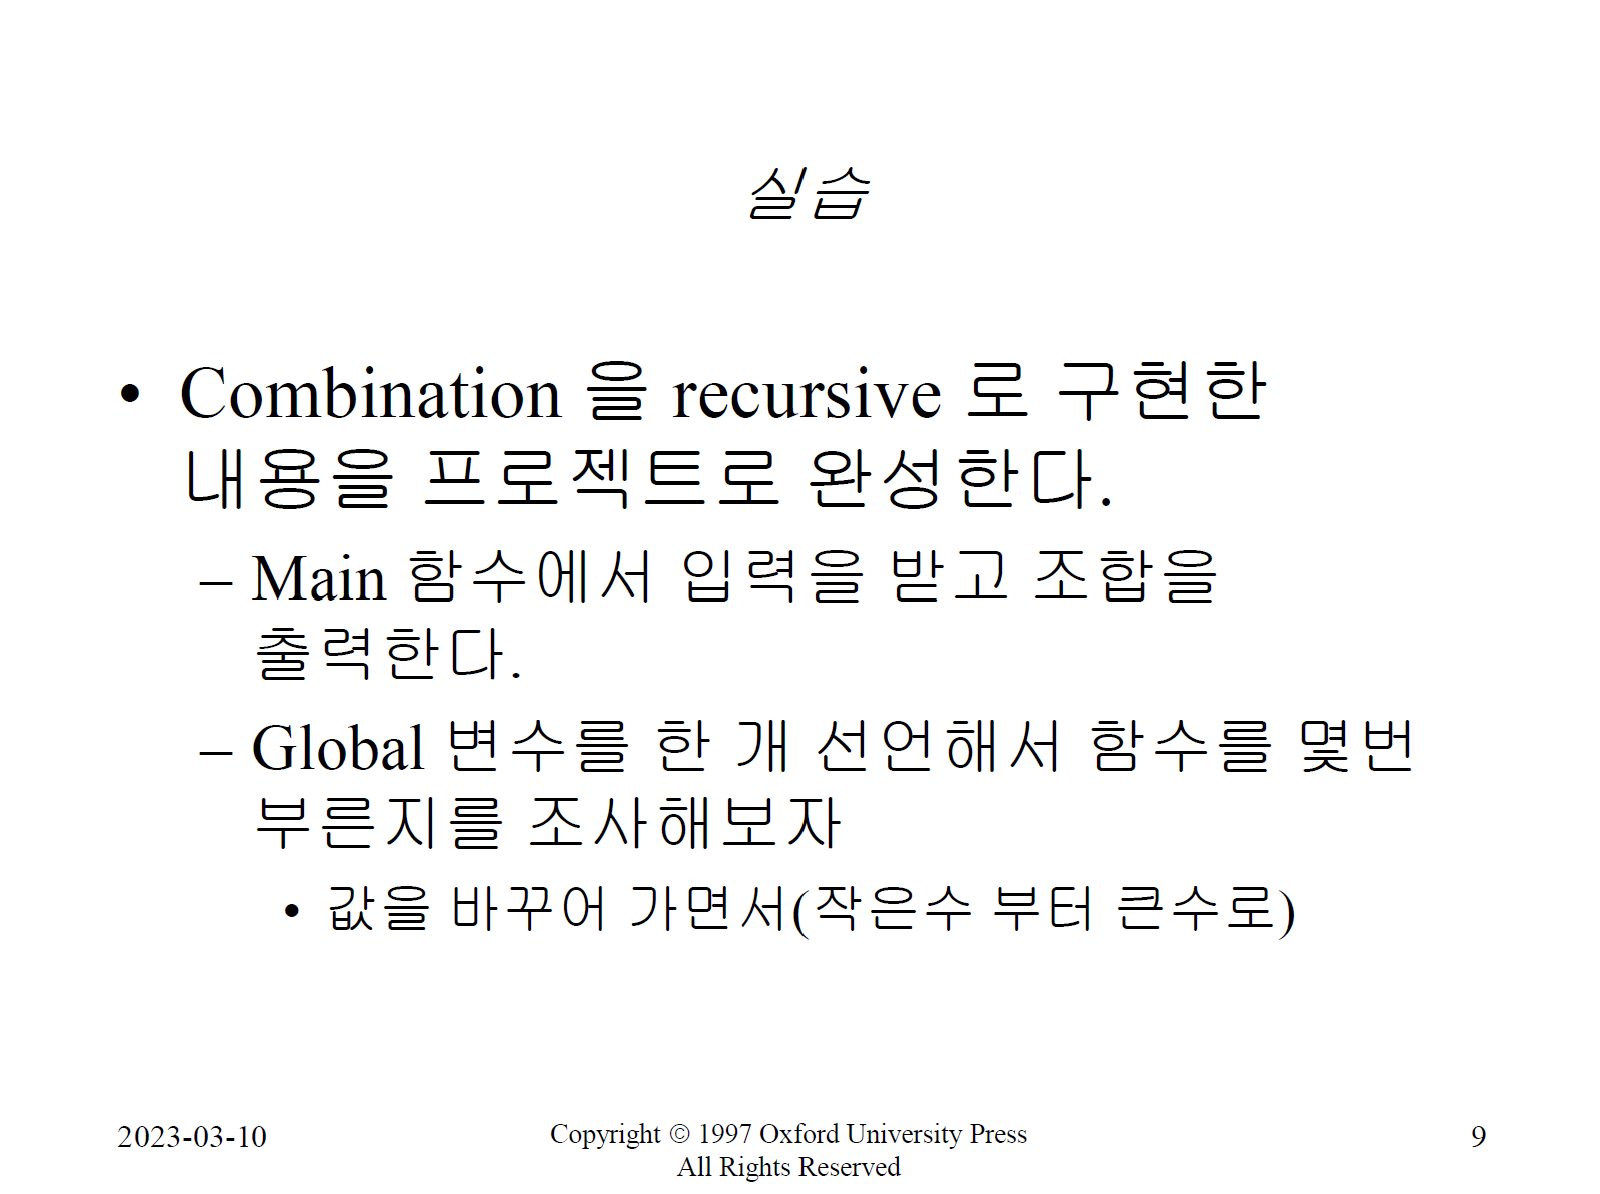 실습
• Combination 을 recursive 로 구현한
내용을 프로젝트로 완성한다.
– Main 함수에서 입력을 받고 조합을
출력한다.
– Global 변수를 한 개 선언해서 함수를 몇번
부른지를 조사해보자
• 값을 바꾸어 가면서(작은수 부터 큰수로)
2023-03-10
Copyright © 1997 Oxford University Press
All Rights Reserved
9